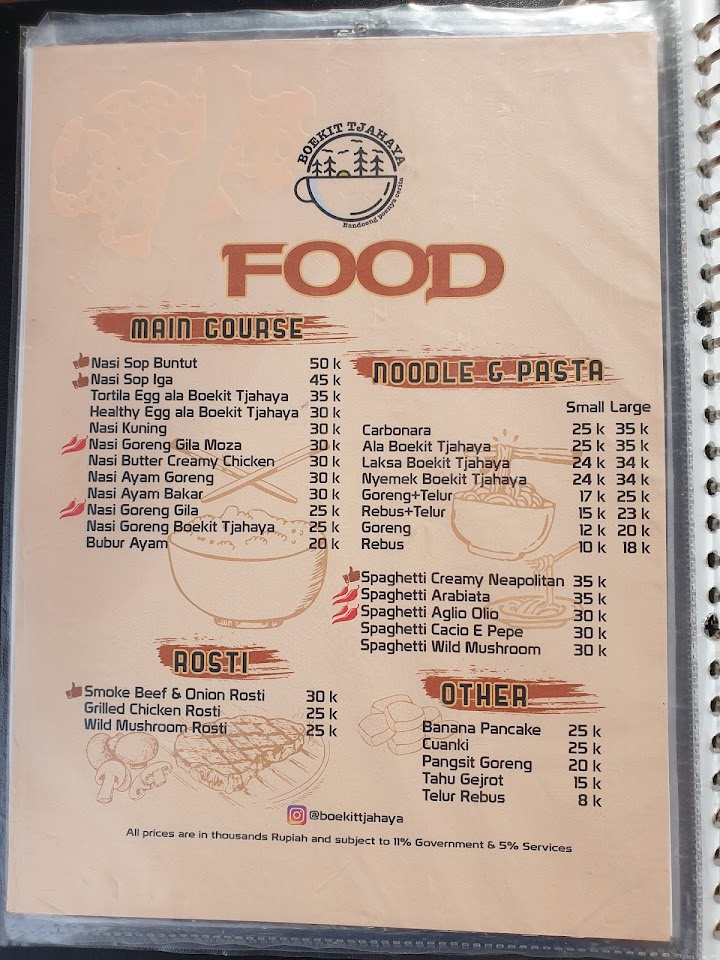 BOEKIT TJAHAYA
Bandoeng poenya cerita
FOOD
MAIN COURSE
Nasi Sop Buntut 50 k
Nasi Sop Iga 45 k
Tortila Egg ala Boekit Tjahaya 35 k
Healthy Egg ala Boekit Tjahaya 30 k
Nasi Kuning 30 k
Nasi Goreng Gila Moza 30 k
Nasi Butter Creamy Chicken 30 k
Nasi Ayam Goreng 30 k
Nasi Ayam Bakar 30 k
Nasi Goreng Gila 25 k
Nasi Goreng Boekit Tjahaya 25 k
Bubur Ayam 20 k
NOODLE & PASTA
Small Large
Carbonara 25 k 35 k
Ala Boekit Tjahaya 25 k 35 k
Laksa Boekit Tjahaya 24 k 34 k
Nyemek Boekit Tjahaya 24 k 34 k
Goreng+Telur 17 k 25 k
Rebus+Telur 15 k 23 k
Goreng 12 k 20 k
Rebus 10 k 18 k
Spaghetti Creamy Neapolitan 35 k
Spaghetti Arabiata 35 k
Spaghetti Aglio Olio 30 k
Spaghetti Cacio E Pepe 30 k
Spaghetti Wild Mushroom 30 k
ROSTI
Smoke Beef & Onion Rosti 30 k
Grilled Chicken Rosti 25 k
Wild Mushroom Rosti 25 k
OTHER
Banana Pancake 25 k
Cuanki 25 k
Pangsit Goreng 20 k
Tahu Gejrot 15 k
Telur Rebus 8 k
@boekittjahaya
All prices are in thousands Rupiah and subject to 11% Government & 5% Services